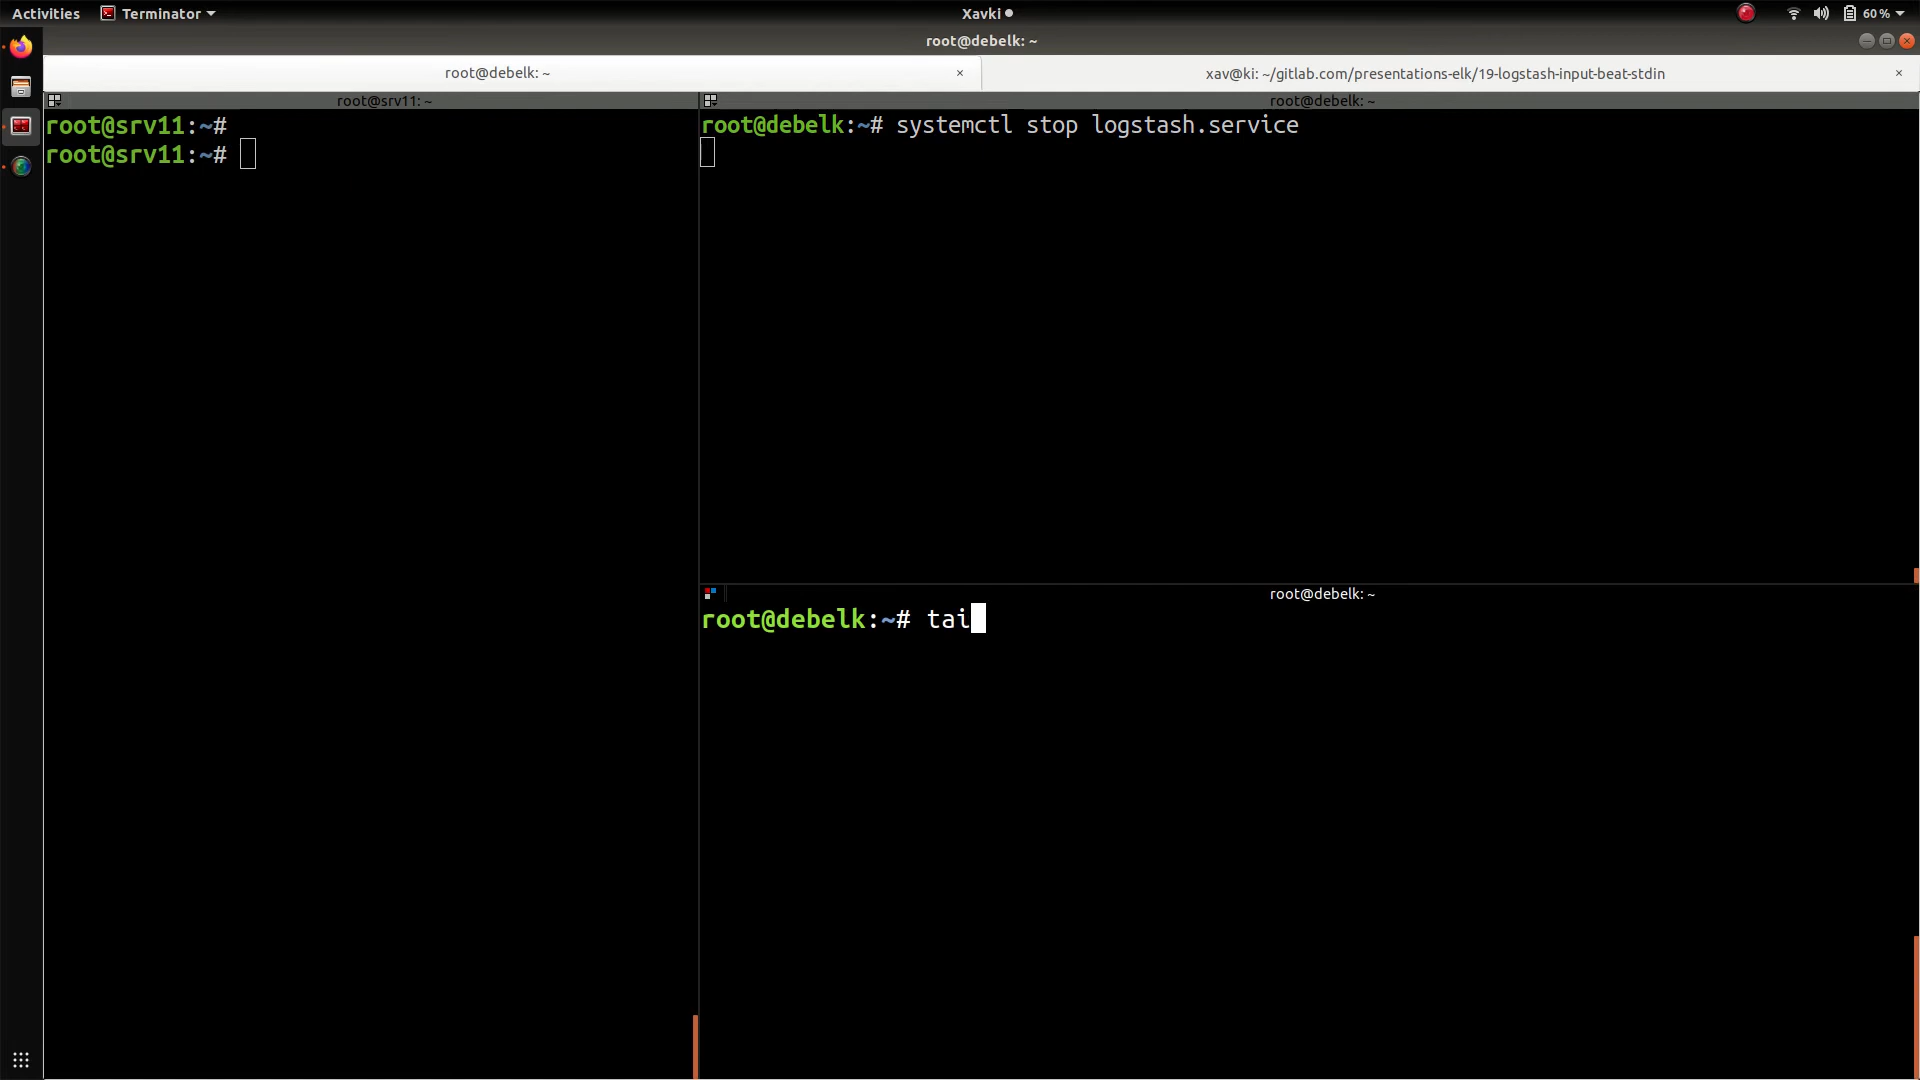 Activities
Terminator
Xavki
60 %
root@debelk: ~
root@debelk: ~ ×
xav@ki: ~/gitlab.com/presentations-elk/19-logstash-input-beat-stdin ×
root@srv11: ~
root@srv11:~#
root@srv11:~#
root@debelk: ~
root@debelk:~# systemctl stop logstash.service
root@debelk: ~
root@debelk:~# tai